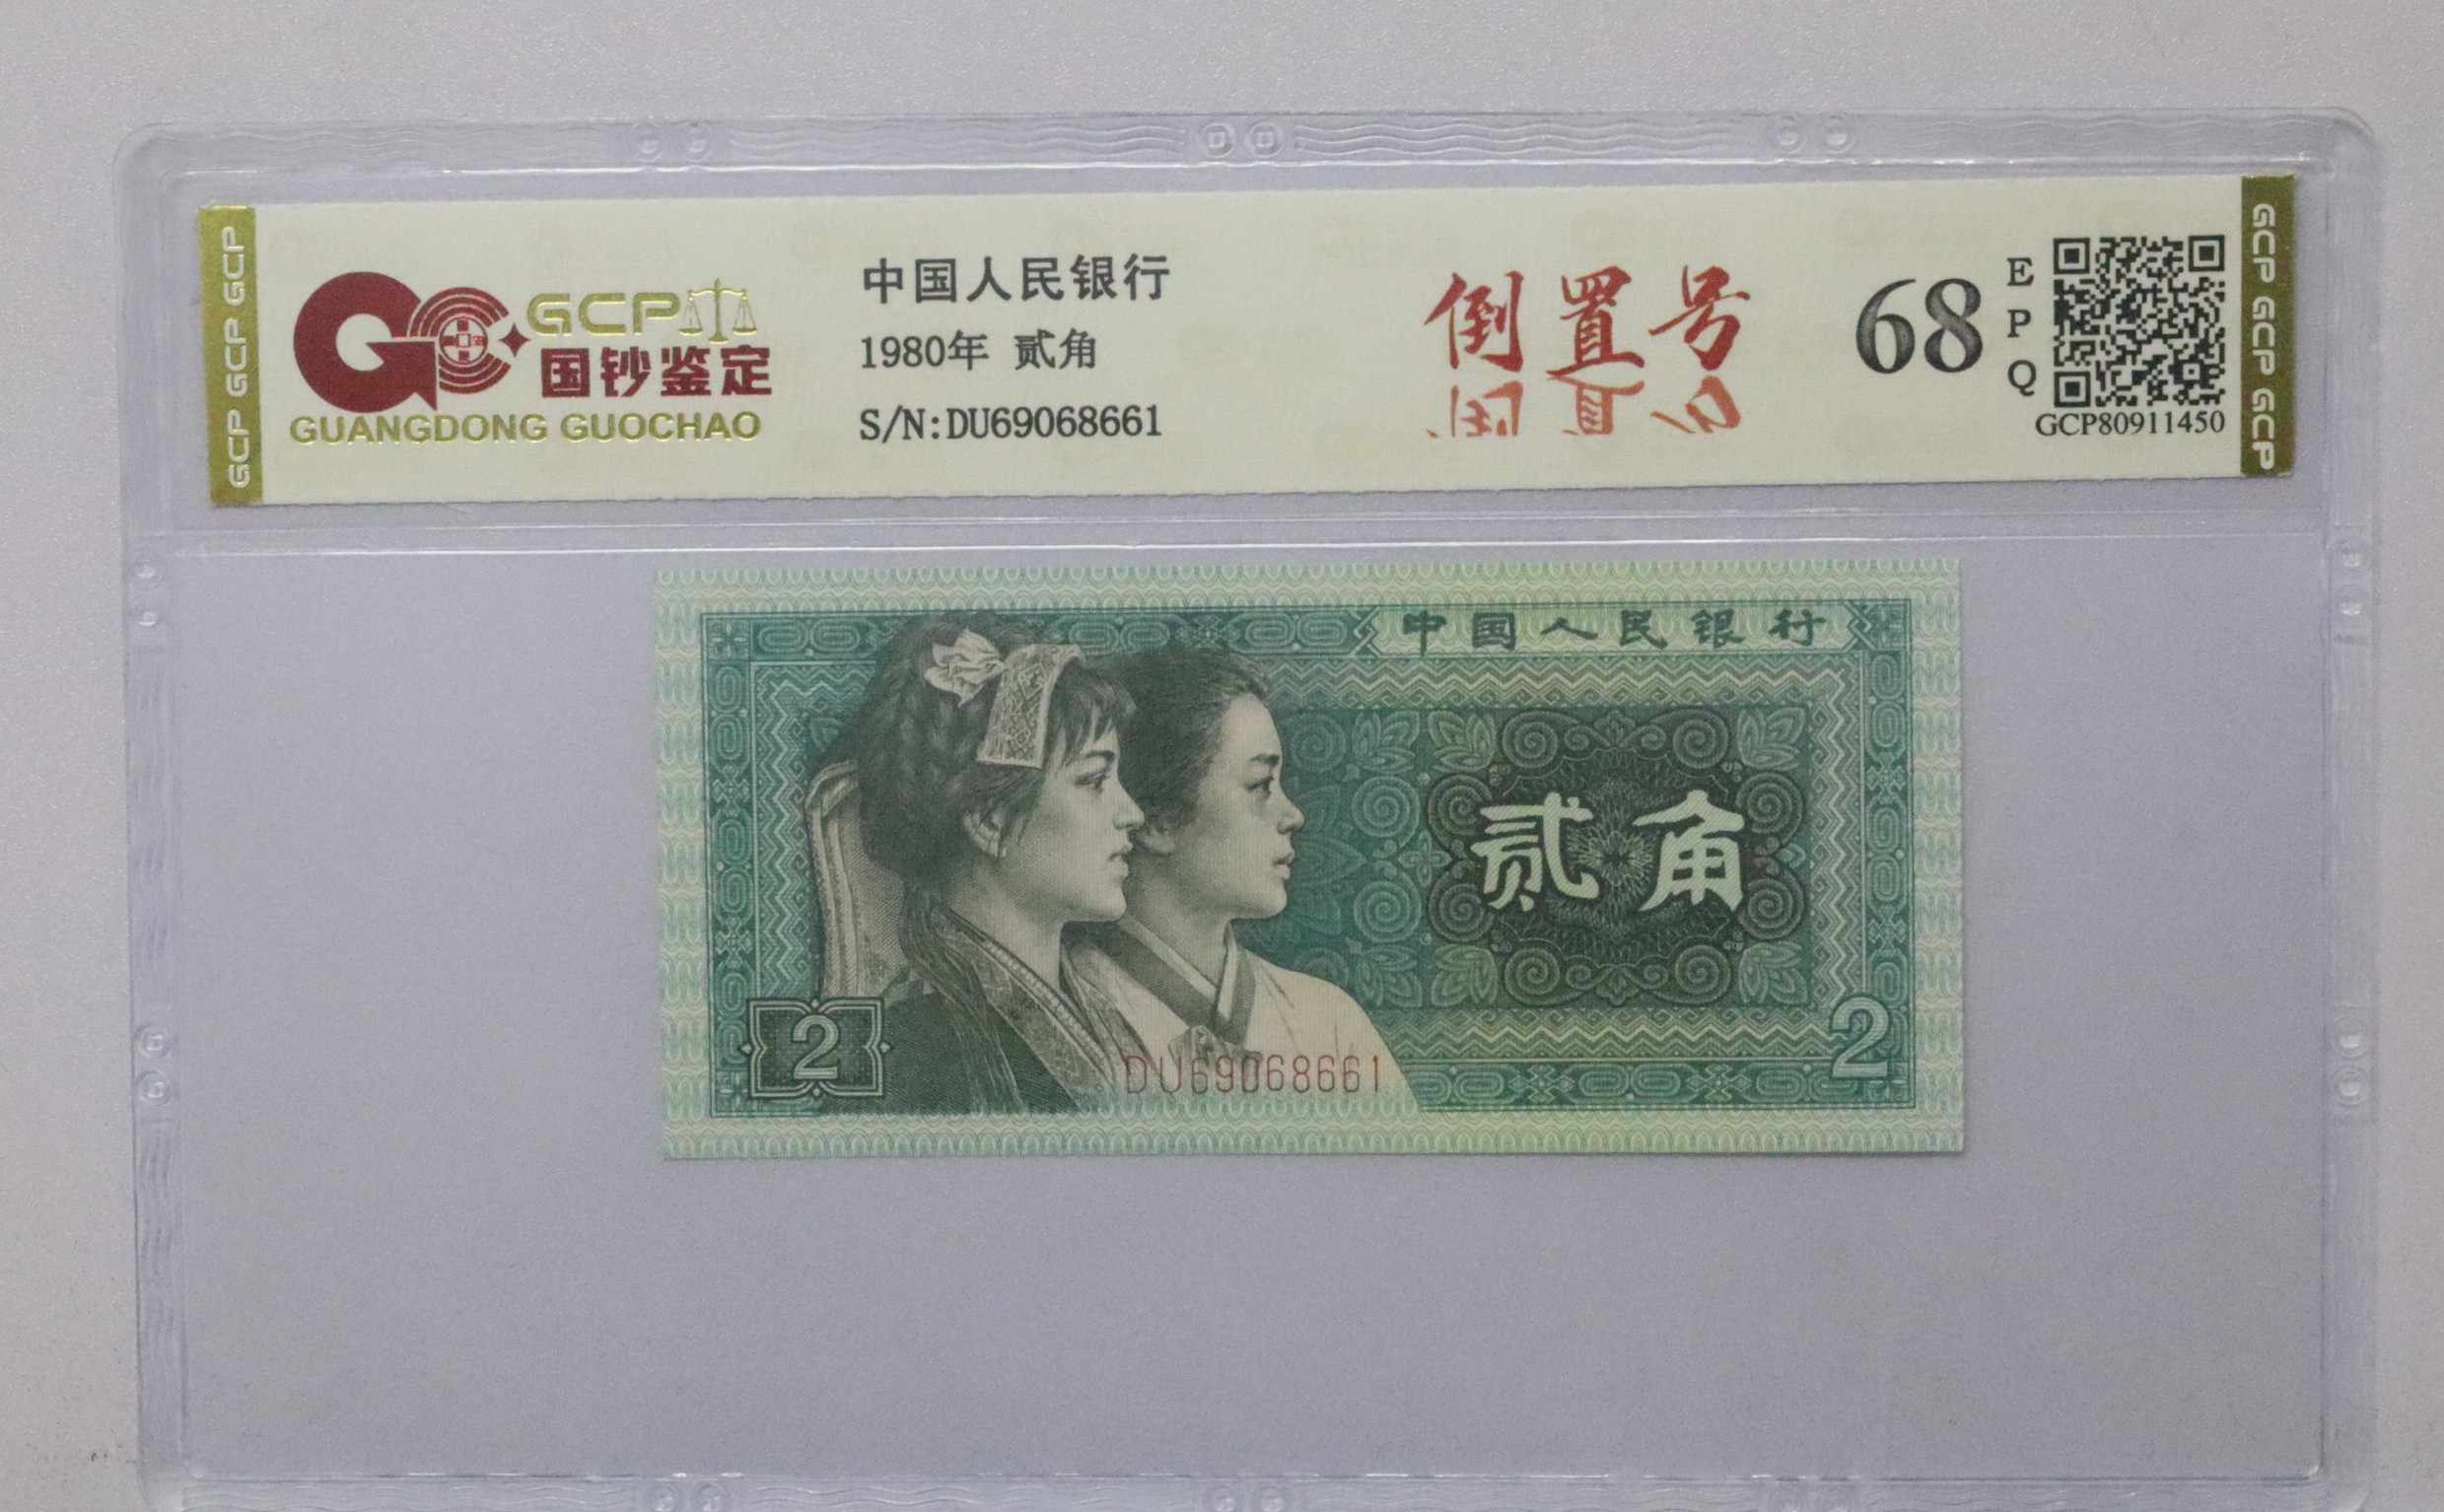 GCP GCP GCP
GCP
国钞鉴定
GUANGDONG GUOCHAO
中国人民银行
1980年 贰角
S/N:DU69068661
倒置号
68
E
P
Q
GCP80911450
GCP GCP GCP
中国人民银行
贰角
2
DU69068661
2